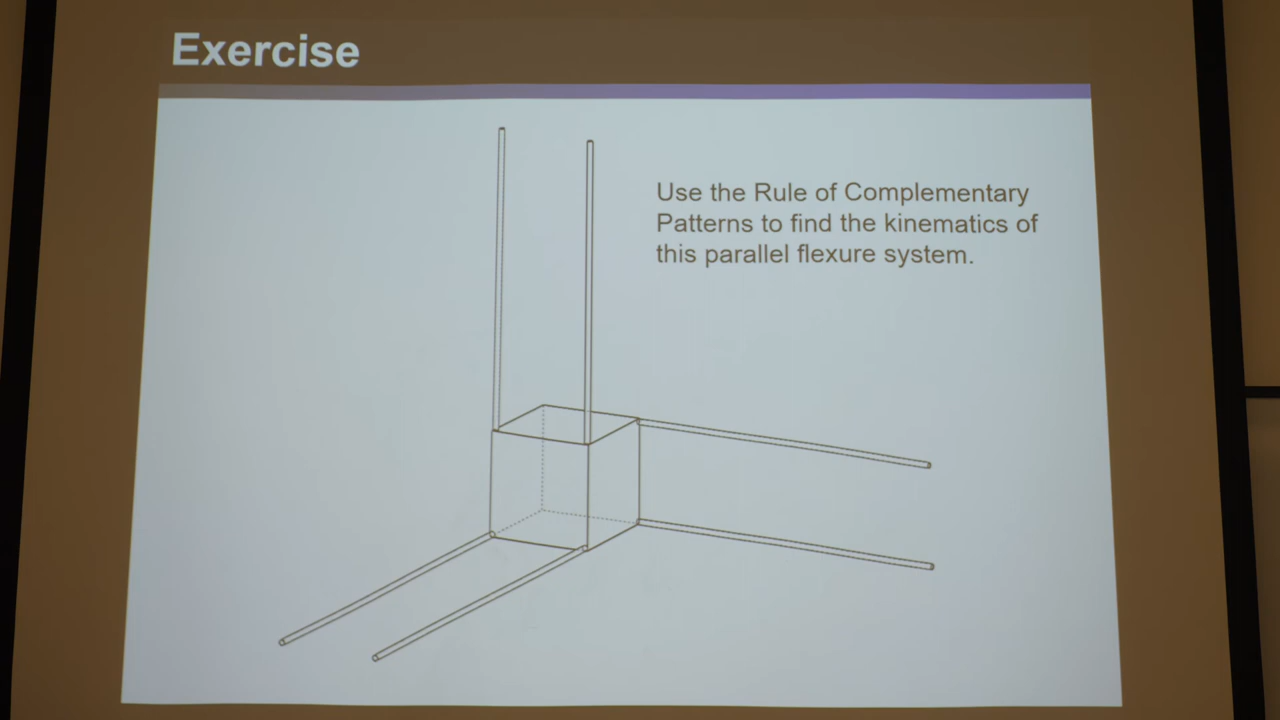 Exercise
Use the Rule of Complementary
Patterns to find the kinematics of
this parallel flexure system.